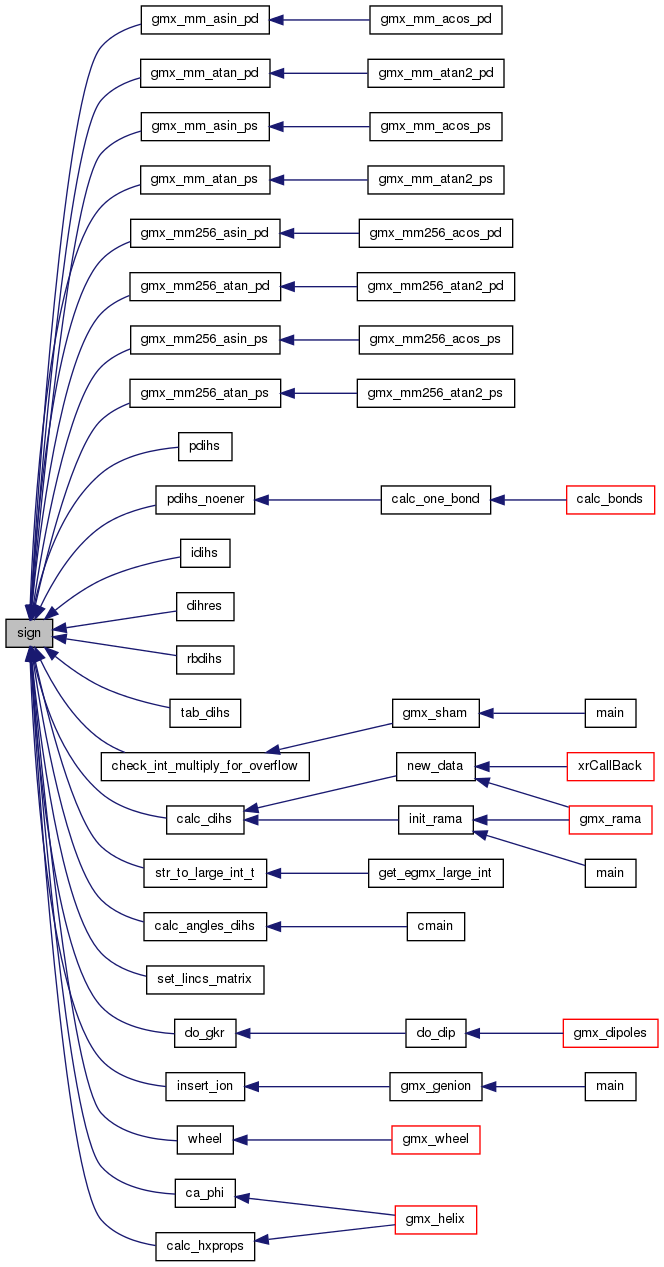 gmx_mm_asin_pd
gmx_mm_acos_pd
gmx_mm_atan_pd
gmx_mm_atan2_pd
gmx_mm_asin_ps
gmx_mm_acos_ps
gmx_mm_atan_ps
gmx_mm_atan2_ps
gmx_mm256_asin_pd
gmx_mm256_acos_pd
gmx_mm256_atan_pd
gmx_mm256_atan2_pd
gmx_mm256_asin_ps
gmx_mm256_acos_ps
gmx_mm256_atan_ps
gmx_mm256_atan2_ps
pdihs
pdihs_noener
calc_one_bond
calc_bonds
idihs
dihres
sign
rbdihs
tab_dihs
gmx_sham
main
check_int_multiply_for_overflow
new_data
xrCallBack
calc_dihs
init_rama
gmx_rama
str_to_large_int_t
get_egmx_large_int
main
calc_angles_dihs
cmain
set_lincs_matrix
do_gkr
do_dip
gmx_dipoles
insert_ion
gmx_genion
main
wheel
gmx_wheel
ca_phi
gmx_helix
calc_hxprops